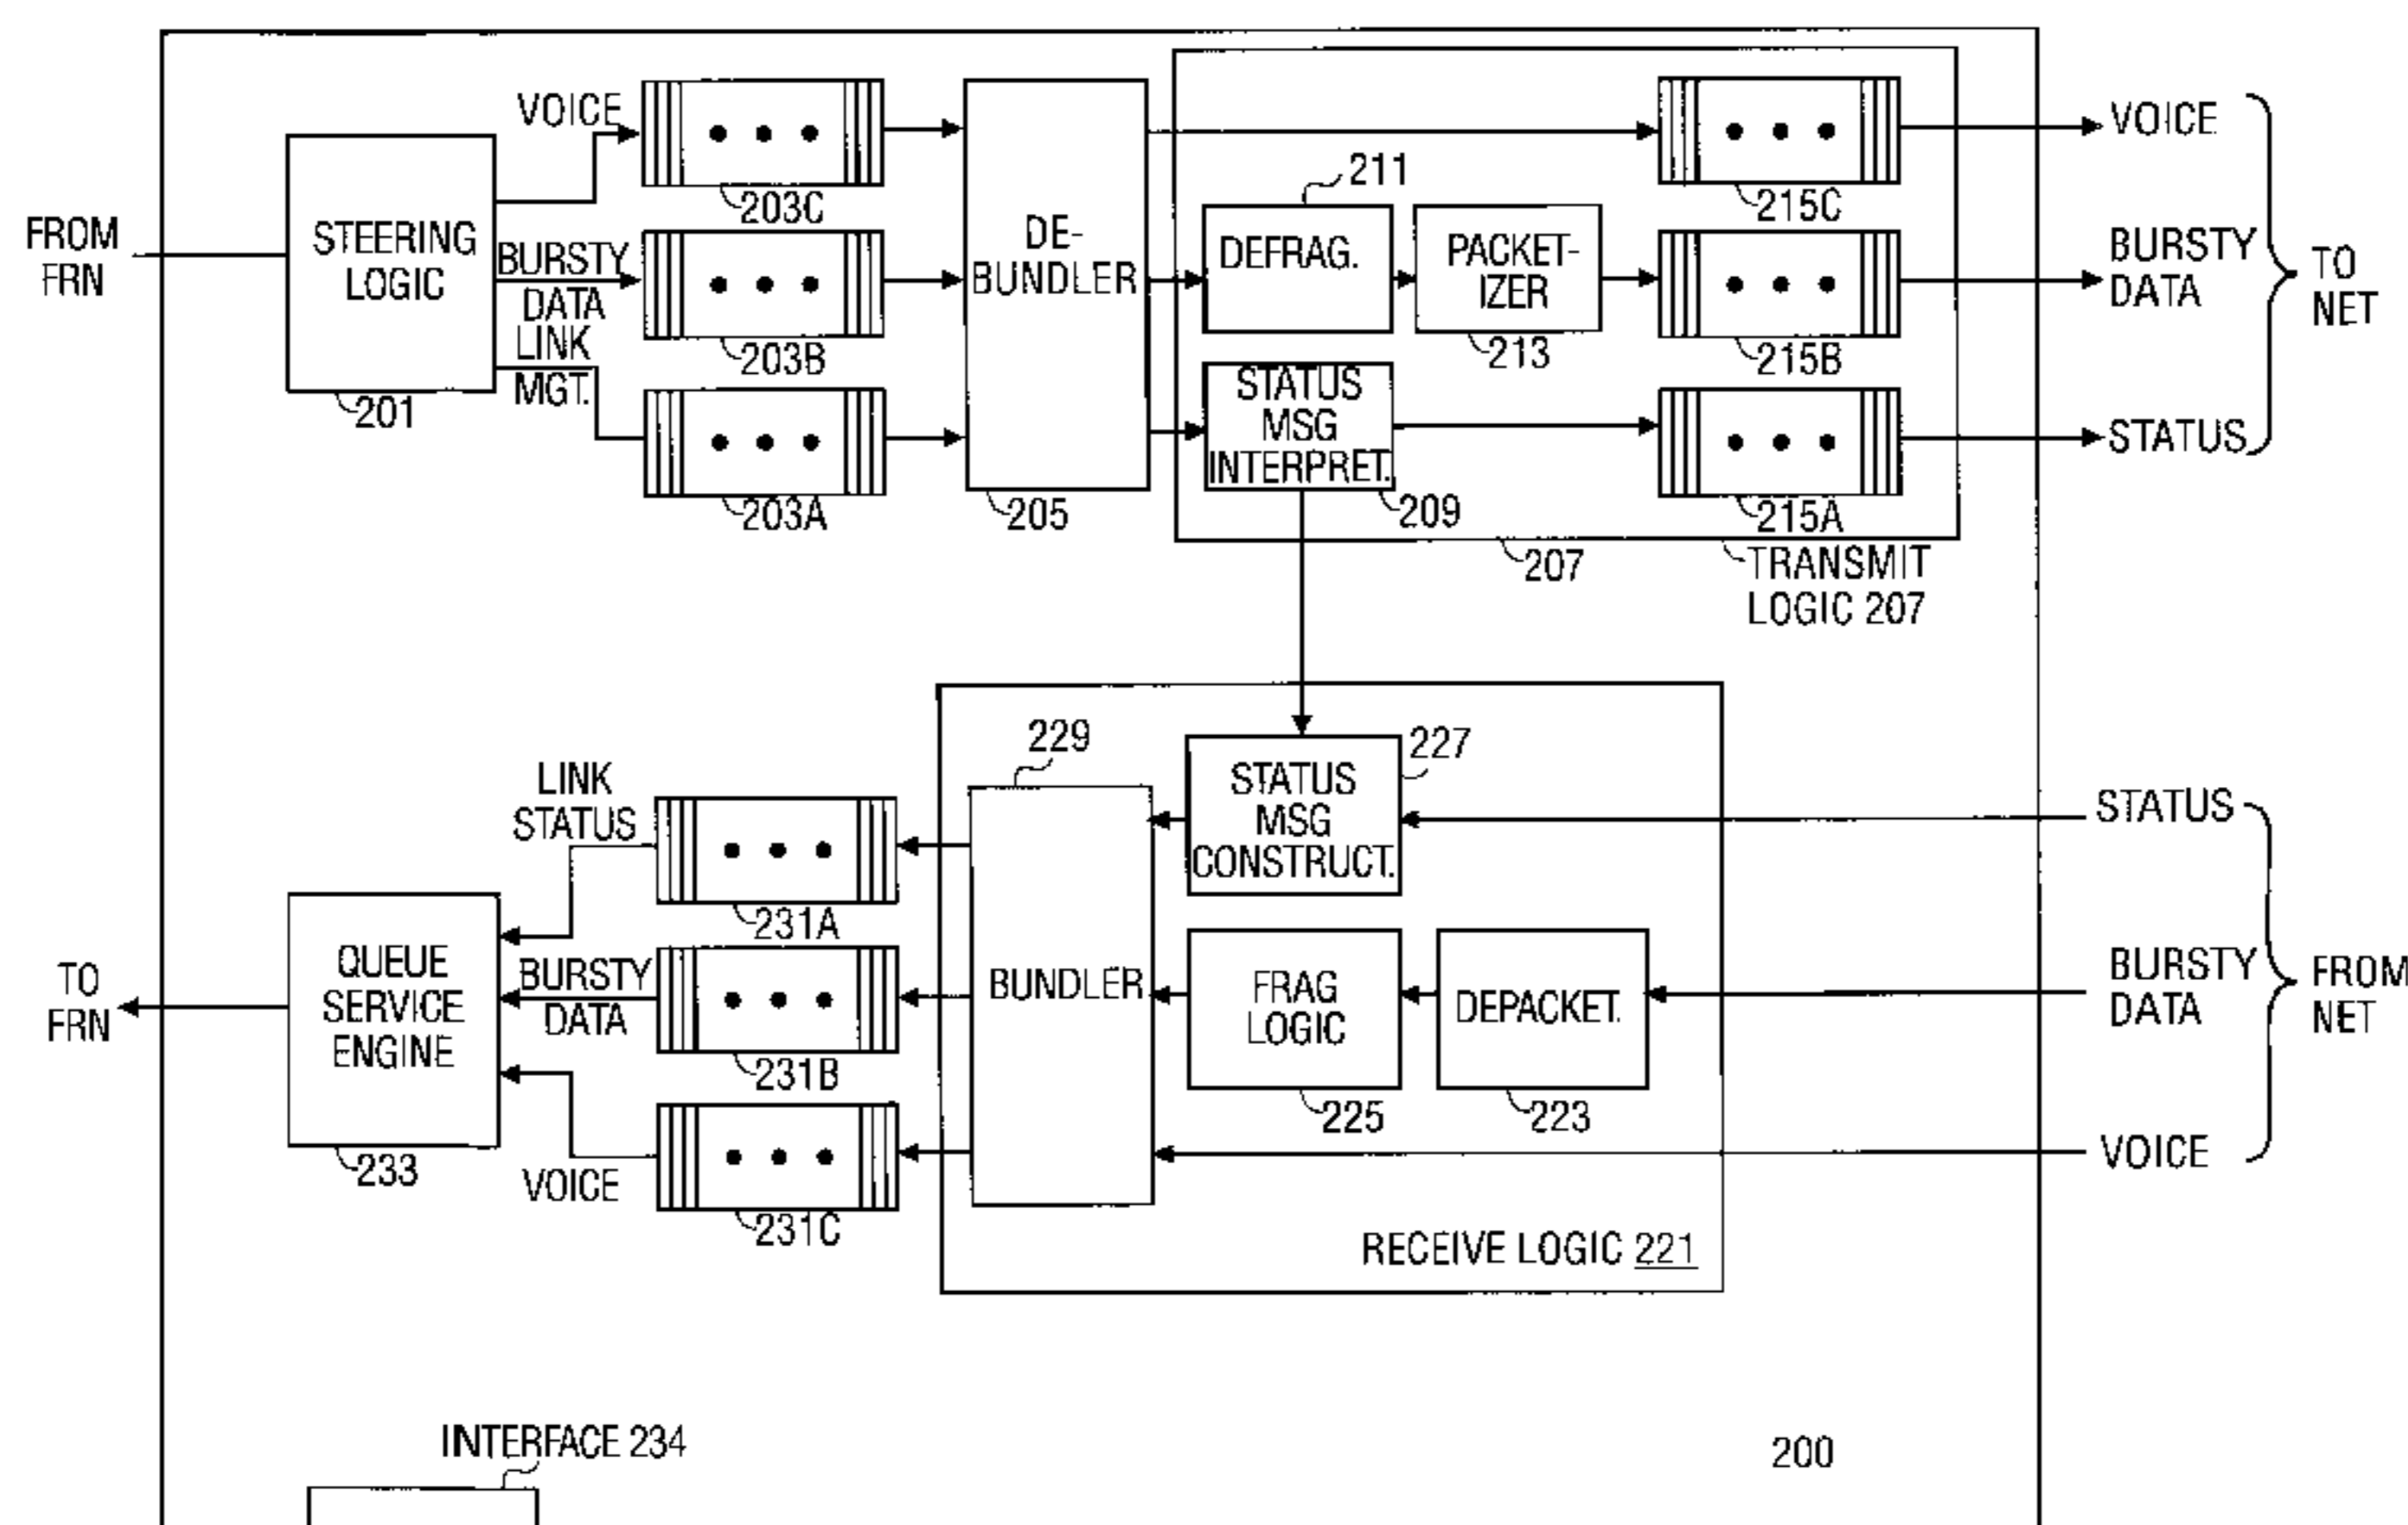 FROM
FRN
STEERING
LOGIC
201
VOICE
BURSTY
DATA
LINK
MGT.
203C
203B
203A
DE-
BUNDLER
205
211
DEFRAG.
PACKET-
IZER
213
STATUS
MSG
INTERPRET.
209
215C
215B
215A
207
TRANSMIT
LOGIC 207
VOICE
BURSTY
DATA
STATUS
TO
NET
TO
FRN
QUEUE
SERVICE
ENGINE
233
LINK
STATUS
BURSTY
DATA
VOICE
231A
231B
231C
229
BUNDLER
227
STATUS
MSG
CONSTRUCT.
FRAG
LOGIC
225
DEPACKET.
223
RECEIVE LOGIC 221
STATUS
BURSTY
DATA
VOICE
FROM
NET
INTERFACE 234
200